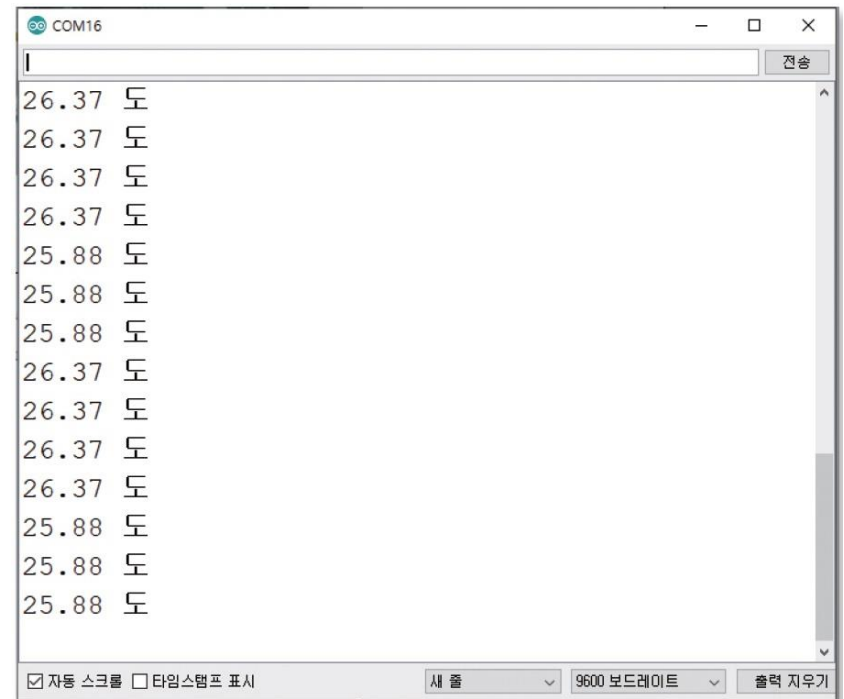 COM16
전송
26.37 도
26.37 도
26.37 도
26.37 도
25.88 도
25.88 도
25.88 도
26.37 도
26.37 도
26.37 도
26.37 도
25.88 도
25.88 도
25.88 도
자동 스크롤 타임스탬프 표시 새 줄 9600 보드레이트 출력 지우기